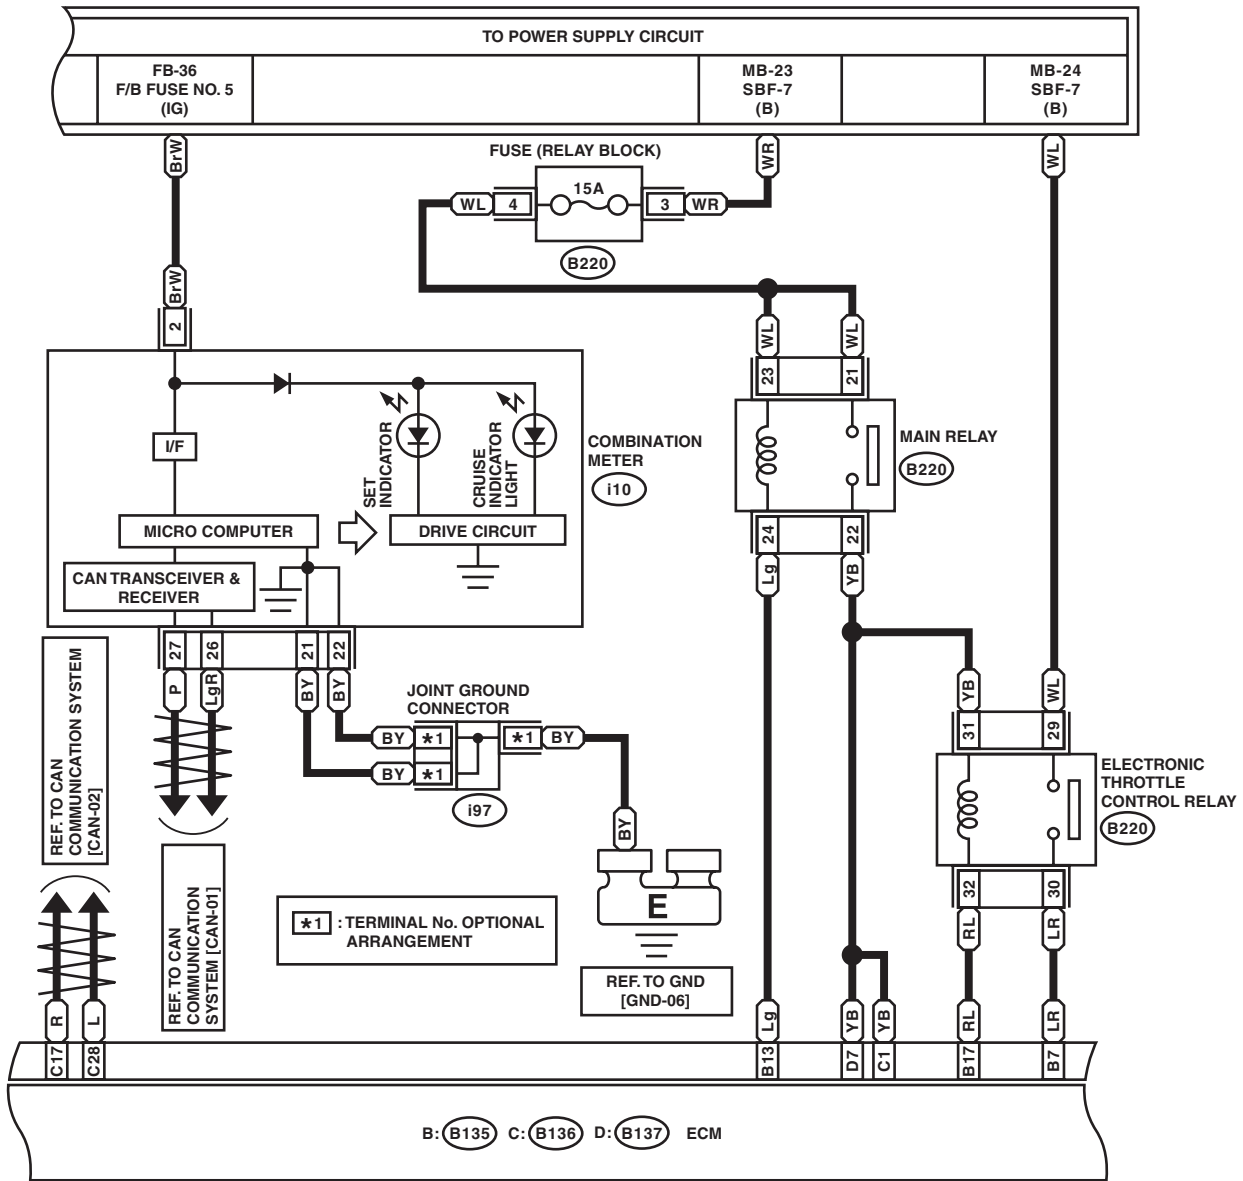 TO POWER SUPPLY CIRCUIT
FB-36
F/B FUSE NO. 5
(IG)
MB-23
SBF-7
(B)
MB-24
SBF-7
(B)
BrW
WR
WL
FUSE (RELAY BLOCK)
WL
4
15A
3
WR
B220
BrW
2
WL
WL
23
21
I/F
SET
INDICATOR
CRUISE
INDICATOR
LIGHT
COMBINATION
METER
i10
MAIN RELAY
B220
MICRO COMPUTER
DRIVE CIRCUIT
24
22
CAN TRANSCEIVER &
RECEIVER
Lg
YB
27
26
21
22
P
LgR
BY
BY
REF. TO CAN
COMMUNICATION SYSTEM
[CAN-02]
JOINT GROUND
CONNECTOR
BY
*1
*1
BY
BY
*1
i97
YB
WL
31
29
ELECTRONIC
THROTTLE
CONTROL RELAY
B220
BY
32
30
E
RL
LR
REF. TO CAN
COMMUNICATION
SYSTEM [CAN-01]
*1 : TERMINAL No. OPTIONAL
ARRANGEMENT
REF. TO GND
[GND-06]
R
L
Lg
YB
YB
RL
LR
C17
C28
B13
D7
C1
B17
B7
B: B135 C: B136 D: B137 ECM